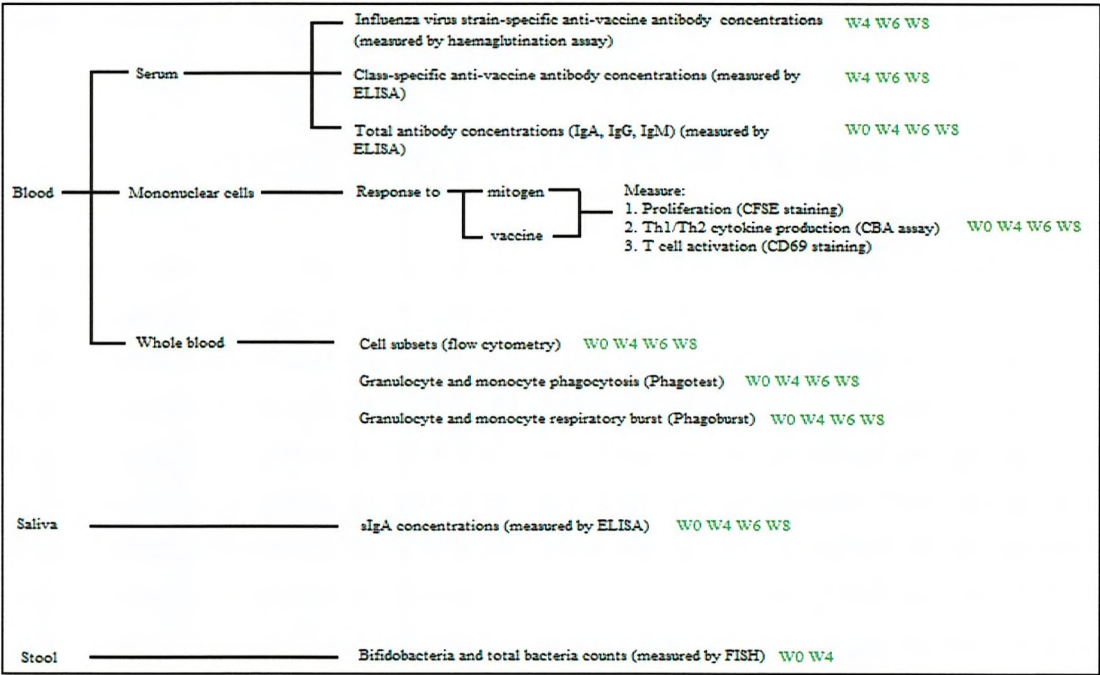 Influenza virus strain-specific anti-vaccine antibody concentrations W4 W6 W8
(measured by haemaglutination assay)
Serum
Class-specific anti-vaccine antibody concentrations (measured by W4 W6 W8
ELISA)
Total antibody concentrations (IgA, IgG, IgM) (measured by W0 W4 W6 W8
ELISA)
Blood Mononuclear cells Response to mitogen
vaccine
Measure:
1. Proliferation (CFSE staining)
2. Th1/Th2 cytokine production (CBA assay) W0 W4 W6 W8
3. T cell activation (CD69 staining)
Whole blood Cell subsets (flow cytometry) W0 W4 W6 W8
Granulocyte and monocyte phagocytosis (Phagotest) W0 W4 W6 W8
Granulocyte and monocyte respiratory burst (Phagoburst) W0 W4 W6 W8
Saliva sIgA concentrations (measured by ELISA) W0 W4 W6 W8
Stool Bifidobacteria and total bacteria counts (measured by FISH) W0 W4